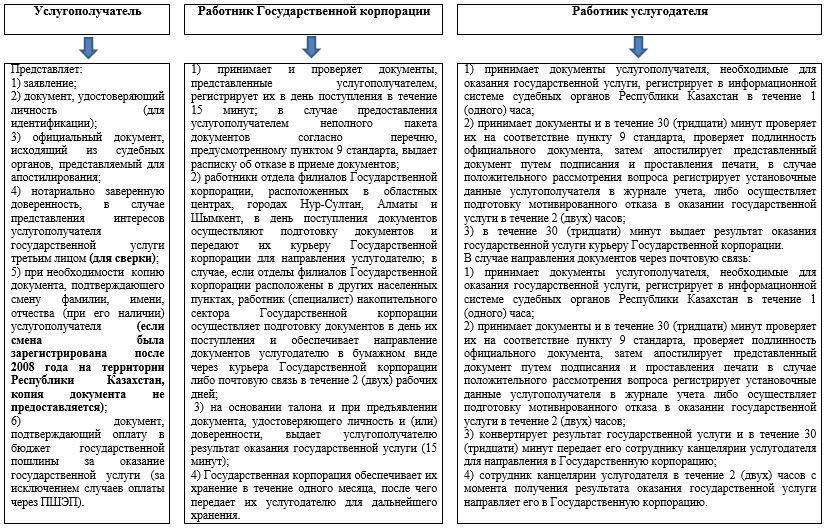 Услугополучатель
Работник Государственной корпорации
Работник услугодателя
Представляет:
1) заявление;
2) документ, удостоверяющий
личность (для
идентификации);
3) официальный документ,
исходящий из судебных
органов, представляемый для
апостилирования;
4) нотариально заверенную
доверенность, в случае
представления интересов
услугополучателя
государственной услуги
третьим лицом (для сверки);
5) при необходимости копию
документа, подтверждающего
смену фамилии, имени,
отчества (при его наличии)
услугополучателя (если
смена была
зарегистрирована после
2008 года на территории
Республики Казахстан,
копия документа не
предоставляется);
6) документ,
подтверждающий оплату в
бюджет государственной
пошлины за оказание
государственной услуги (за
исключением случаев оплаты
через ПШЭП).
1) принимает и проверяет документы,
представленные услугополучателем,
регистрирует их в день поступления в течение
15 минут; в случае предоставления
услугополучателем неполного пакета
документов согласно перечню,
предусмотренному пунктом 9 стандарта, выдает
расписку об отказе в приеме документов;
2) работники отдела филиалов Государственной
корпорации, расположенных в областных
центрах, городах Нур-Султан, Алматы и
Шымкент, в день поступления документов
осуществляют подготовку документов и
передают их курьеру Государственной
корпорации для направления услугодателю; в
случае, если отделы филиалов Государственной
корпорации расположены в других населенных
пунктах, работник (специалист) накопительного
сектора Государственной корпорации
осуществляет подготовку документов в день их
поступления и обеспечивает направление
документов услугодателю в бумажном виде
через курьера Государственной корпорации
либо почтовую связь в течение 2 (двух) рабочих
дней;
3) на основании талона и при предъявлении
документа, удостоверяющего личность и (или)
доверенности, выдает услугополучателю
результат оказания государственной услуги (15
минут);
4) Государственная корпорация обеспечивает их
хранение в течение одного месяца, после чего
передает их услугодателю для дальнейшего
хранения.
1) принимает документы услугополучателя, необходимые для
оказания государственной услуги, регистрирует в информационной
системе судебных органов Республики Казахстан в течение 1
(одного) часа;
2) принимает документы и в течение 30 (тридцати) минут проверяет
их на соответствие пункту 9 стандарта, проверяет подлинность
официального документа, затем апостилирует представленный
документ путем подписания и проставления печати, в случае
положительного рассмотрения вопроса регистрирует установочные
данные услугополучателя в журнале учета, либо осуществляет
подготовку мотивированного отказа в оказании государственной
услуги в течение 2 (двух) часов;
3) в течение 30 (тридцати) минут выдает результат оказания
государственной услуги курьеру Государственной корпорации.
В случае направления документов через почтовую связь:
1) принимает документы услугополучателя, необходимые для
оказания государственной услуги, регистрирует в информационной
системе судебных органов Республики Казахстан в течение 1
(одного) часа;
2) принимает документы и в течение 30 (тридцати) минут проверяет
их на соответствие пункту 9 стандарта, проверяет подлинность
официального документа, затем апостилирует представленный
документ путем подписания и проставления печати в случае
положительного рассмотрения вопроса регистрирует установочные
данные услугополучателя в журнале учета либо осуществляет
подготовку мотивированного отказа в оказании государственной
услуги в течение 2 (двух) часов;
3) конвертирует результат государственной услуги и в течение 30
(тридцати) минут передает его сотруднику канцелярии услугодателя
для направления в Государственную корпорацию;
4) сотрудник канцелярии услугодателя в течение 2 (двух) часов с
момента получения результата оказания государственной услуги
направляет его в Государственную корпорацию.